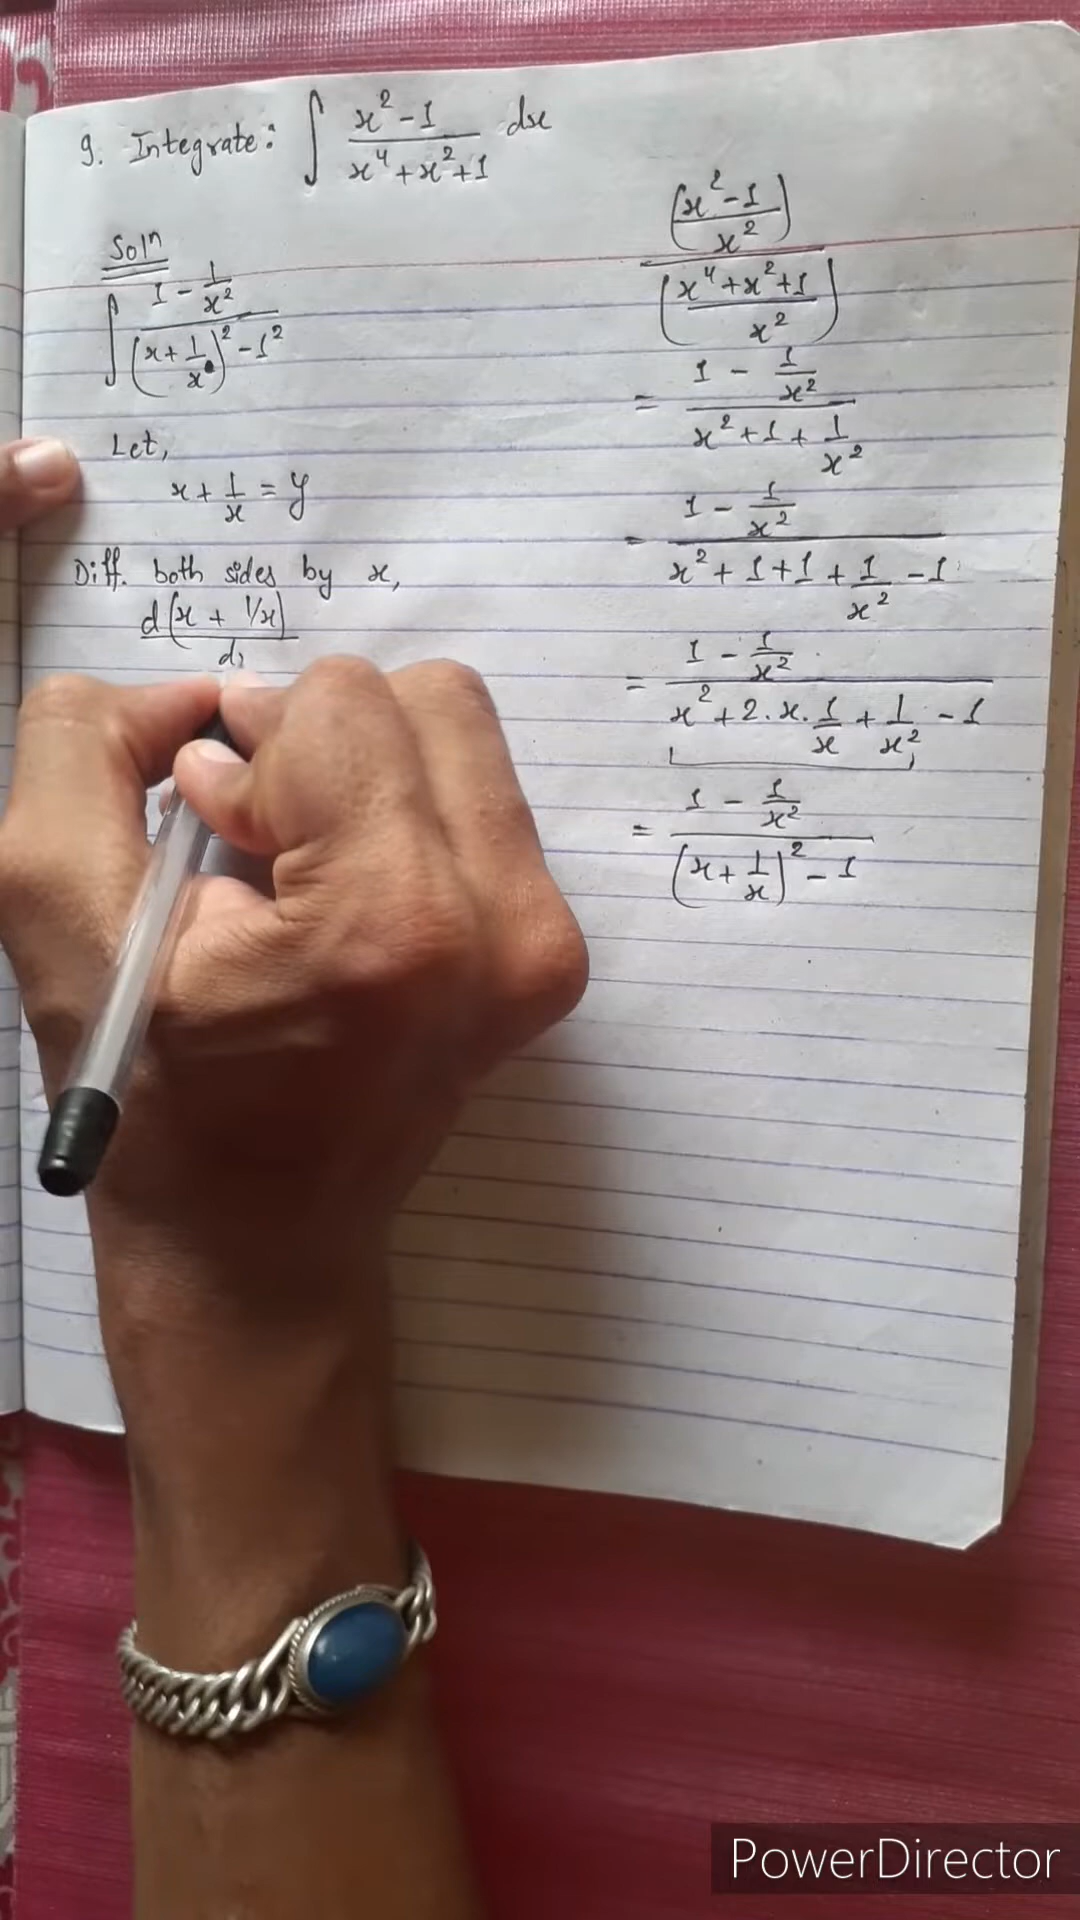 9. Integrate: ∫ (x² - 1)/(x⁴ + x² + 1) dx
Solⁿ
∫ (1 - 1/x²)/((x + 1/x)² - 1²)
Let,
x + 1/x = y
Diff. both sides by x,
d(x + 1/x)/dx
((x² - 1)/x²)/((x⁴ + x² + 1)/x²)
= (1 - 1/x²)/(x² + 1 + 1/x²)
= (1 - 1/x²)/(x² + 1 + 1 + 1/x² - 1)
= (1 - 1/x²)/(x² + 2 . x . 1/x + 1/x² - 1)
= (1 - 1/x²)/((x + 1/x)² - 1)
PowerDirector